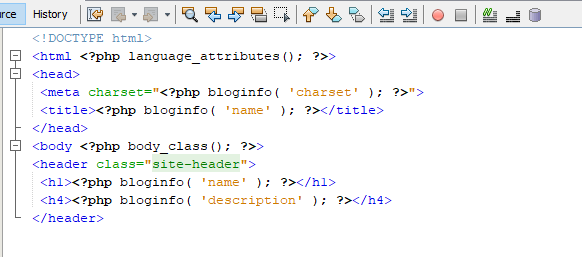 urce History
<!DOCTYPE html>
<html <?php language_attributes(); ?>>
<head>
<meta charset="<?php bloginfo( 'charset' ); ?>">
<title><?php bloginfo( 'name' ); ?></title>
</head>
<body <?php body_class(); ?>>
<header class="site-header">
<h1><?php bloginfo( 'name' ); ?></h1>
<h4><?php bloginfo( 'description' ); ?></h4>
</header>